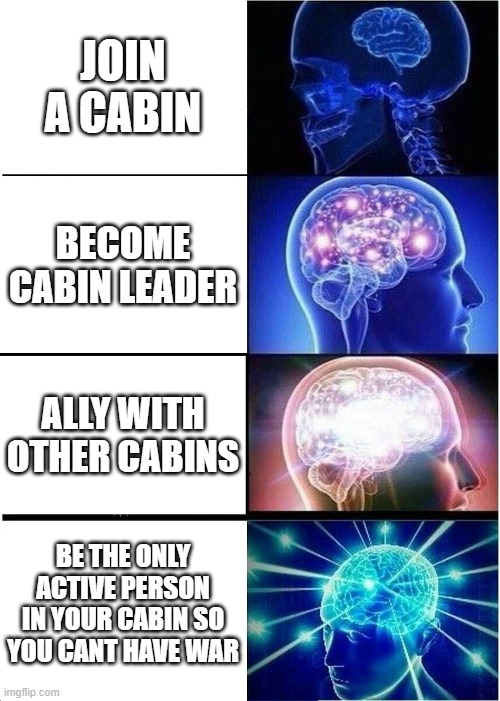 JOIN
A CABIN
BECOME
CABIN LEADER
ALLY WITH
OTHER CABINS
BE THE ONLY
ACTIVE PERSON
IN YOUR CABIN SO
YOU CANT HAVE WAR
imgflip.com